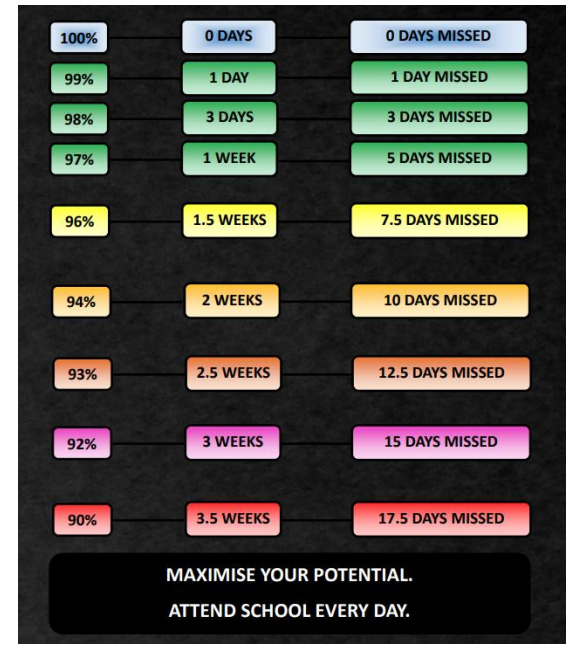 100% 0 DAYS 0 DAYS MISSED
99% 1 DAY 1 DAY MISSED
98% 3 DAYS 3 DAYS MISSED
97% 1 WEEK 5 DAYS MISSED
96% 1.5 WEEKS 7.5 DAYS MISSED
94% 2 WEEKS 10 DAYS MISSED
93% 2.5 WEEKS 12.5 DAYS MISSED
92% 3 WEEKS 15 DAYS MISSED
90% 3.5 WEEKS 17.5 DAYS MISSED
MAXIMISE YOUR POTENTIAL.
ATTEND SCHOOL EVERY DAY.